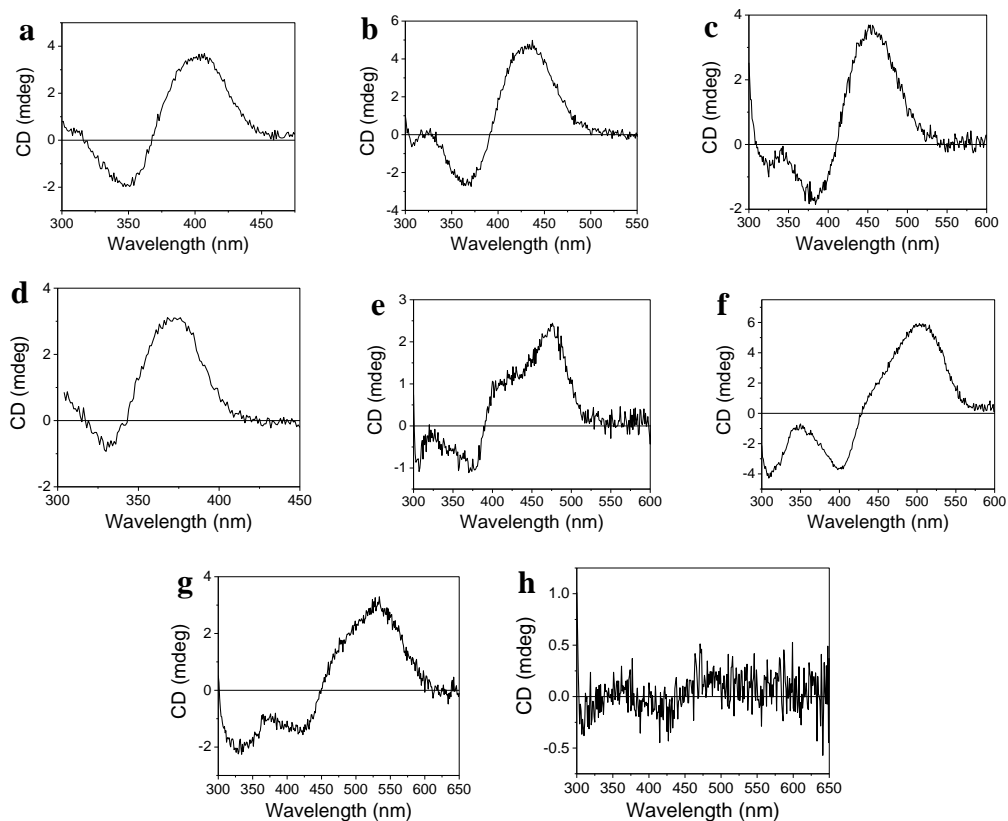 a
CD (mdeg)
4
2
0
-2
300 350 400 450
Wavelength (nm)
b
CD (mdeg)
6
4
2
0
-2
-4
300 350 400 450 500 550
Wavelength (nm)
c
CD (mdeg)
4
2
0
-2
300 350 400 450 500 550 600
Wavelength (nm)
d
CD (mdeg)
4
2
0
-2
300 350 400 450
Wavelength (nm)
e
CD (mdeg)
3
2
1
0
-1
300 350 400 450 500 550 600
Wavelength (nm)
f
CD (mdeg)
6
4
2
0
-2
-4
300 350 400 450 500 550 600
Wavelength (nm)
g
CD (mdeg)
4
2
0
-2
300 350 400 450 500 550 600 650
Wavelength (nm)
h
CD (mdeg)
1.0
0.5
0.0
-0.5
300 350 400 450 500 550 600 650
Wavelength (nm)